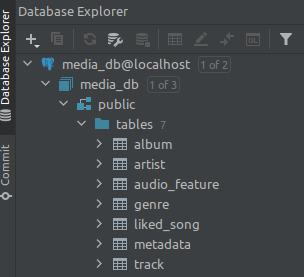 Database Explorer
Database Explorer
Commit
media_db@localhost 1 of 2
media_db 1 of 3
public
tables 7
album
artist
audio_feature
genre
liked_song
metadata
track